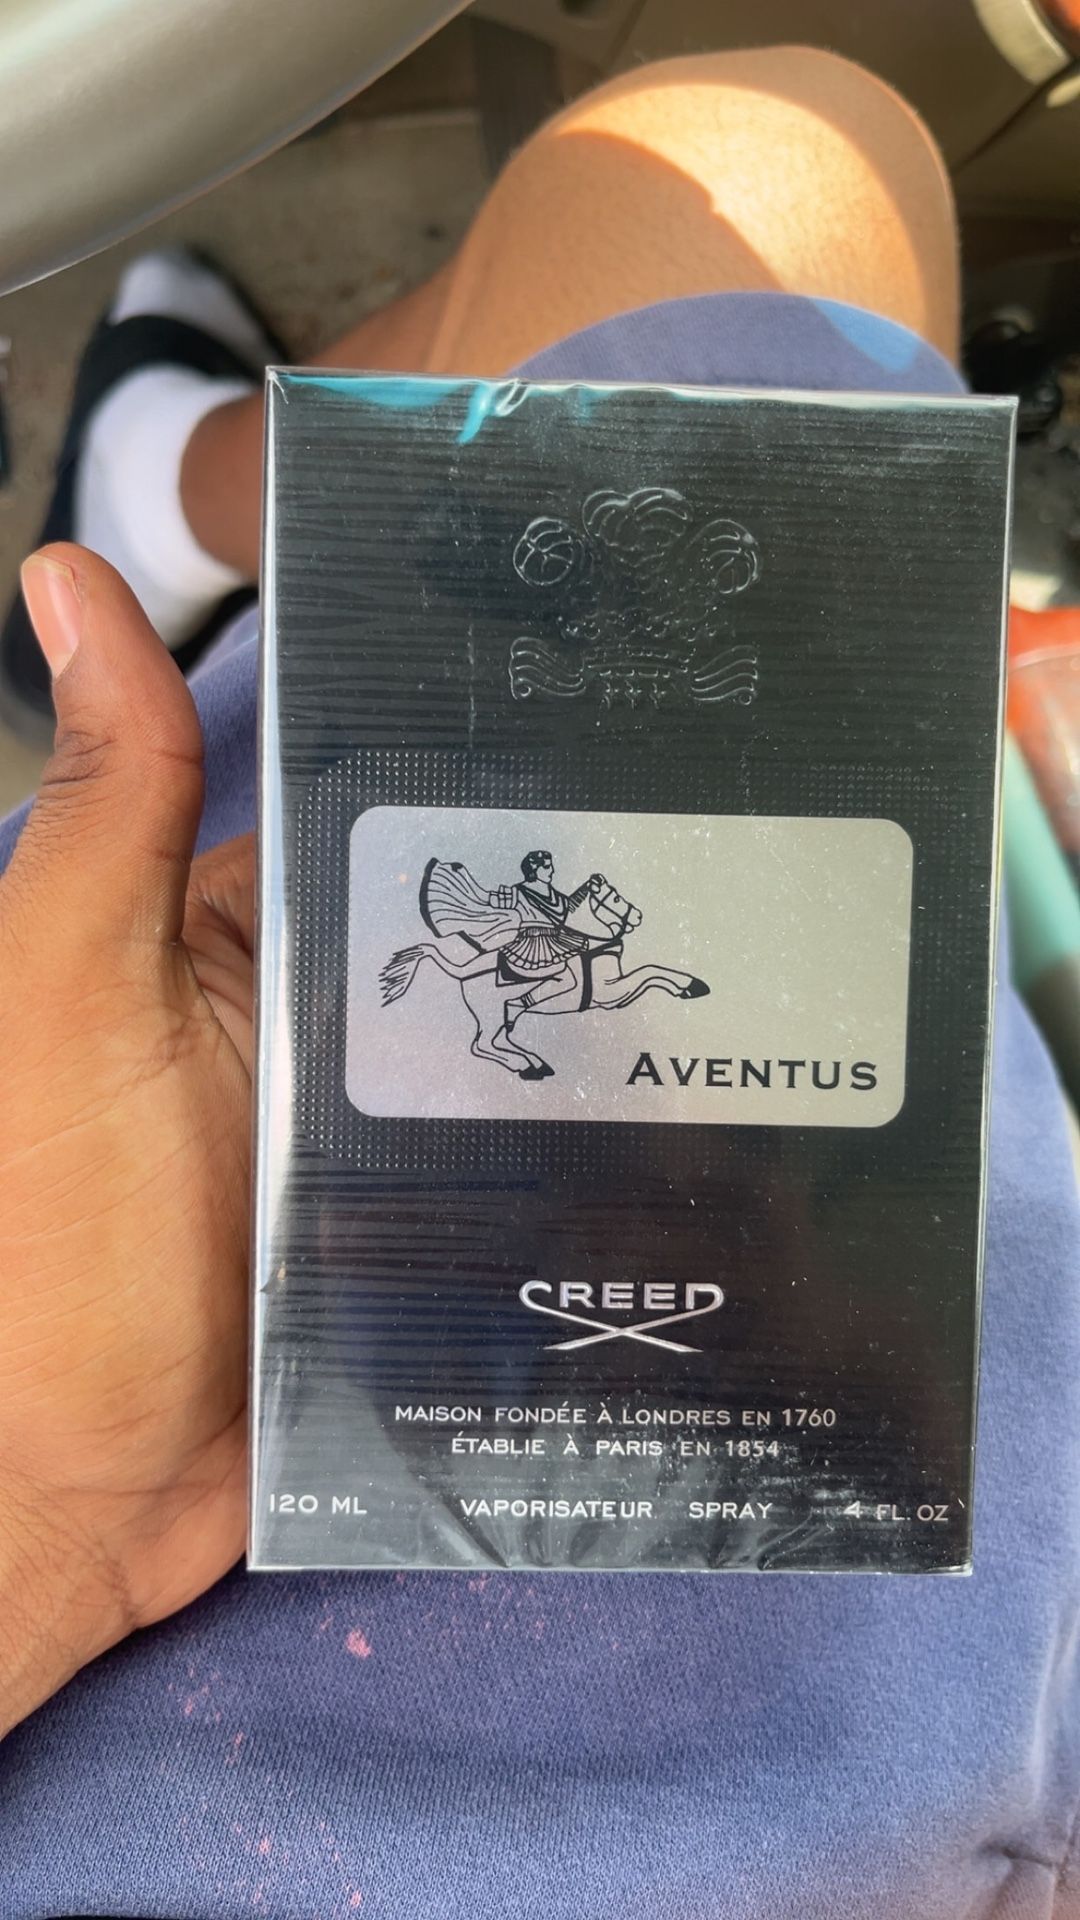 AVENTUS
CREED
MAISON FONDÉE À LONDRES EN 1760
ÉTABLIE À PARIS EN 1854
120 ML VAPORISATEUR SPRAY 4 FL. OZ